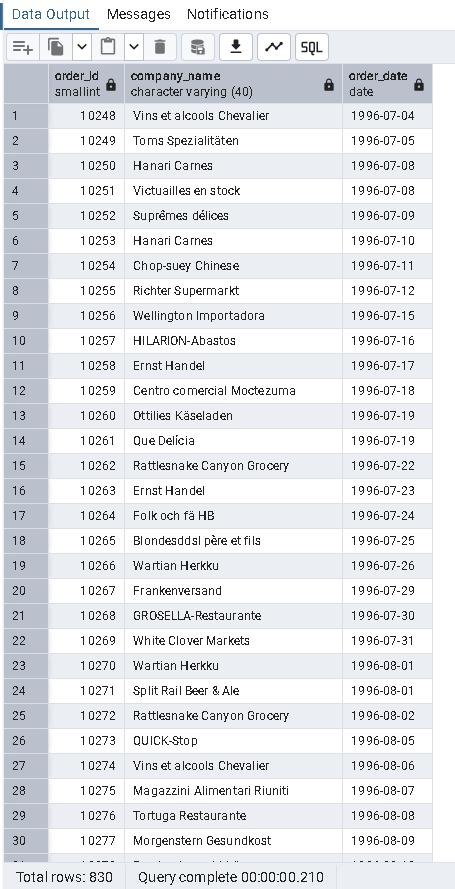 Data Output Messages Notifications
SQL
order_id company_name order_date
smallint character varying (40) date
1 10248 Vins et alcools Chevalier 1996-07-04
2 10249 Toms Spezialitäten 1996-07-05
3 10250 Hanari Carnes 1996-07-08
4 10251 Victuailles en stock 1996-07-08
5 10252 Suprêmes délices 1996-07-09
6 10253 Hanari Carnes 1996-07-10
7 10254 Chop-suey Chinese 1996-07-11
8 10255 Richter Supermarkt 1996-07-12
9 10256 Wellington Importadora 1996-07-15
10 10257 HILARION-Abastos 1996-07-16
11 10258 Ernst Handel 1996-07-17
12 10259 Centro comercial Moctezuma 1996-07-18
13 10260 Ottilies Käseladen 1996-07-19
14 10261 Que Delícia 1996-07-19
15 10262 Rattlesnake Canyon Grocery 1996-07-22
16 10263 Ernst Handel 1996-07-23
17 10264 Folk och fä HB 1996-07-24
18 10265 Blondesddsl père et fils 1996-07-25
19 10266 Wartian Herkku 1996-07-26
20 10267 Frankenversand 1996-07-29
21 10268 GROSELLA-Restaurante 1996-07-30
22 10269 White Clover Markets 1996-07-31
23 10270 Wartian Herkku 1996-08-01
24 10271 Split Rail Beer & Ale 1996-08-01
25 10272 Rattlesnake Canyon Grocery 1996-08-02
26 10273 QUICK-Stop 1996-08-05
27 10274 Vins et alcools Chevalier 1996-08-06
28 10275 Magazzini Alimentari Riuniti 1996-08-07
29 10276 Tortuga Restaurante 1996-08-08
30 10277 Morgenstern Gesundkost 1996-08-09
Total rows: 830 Query complete 00:00:00.210